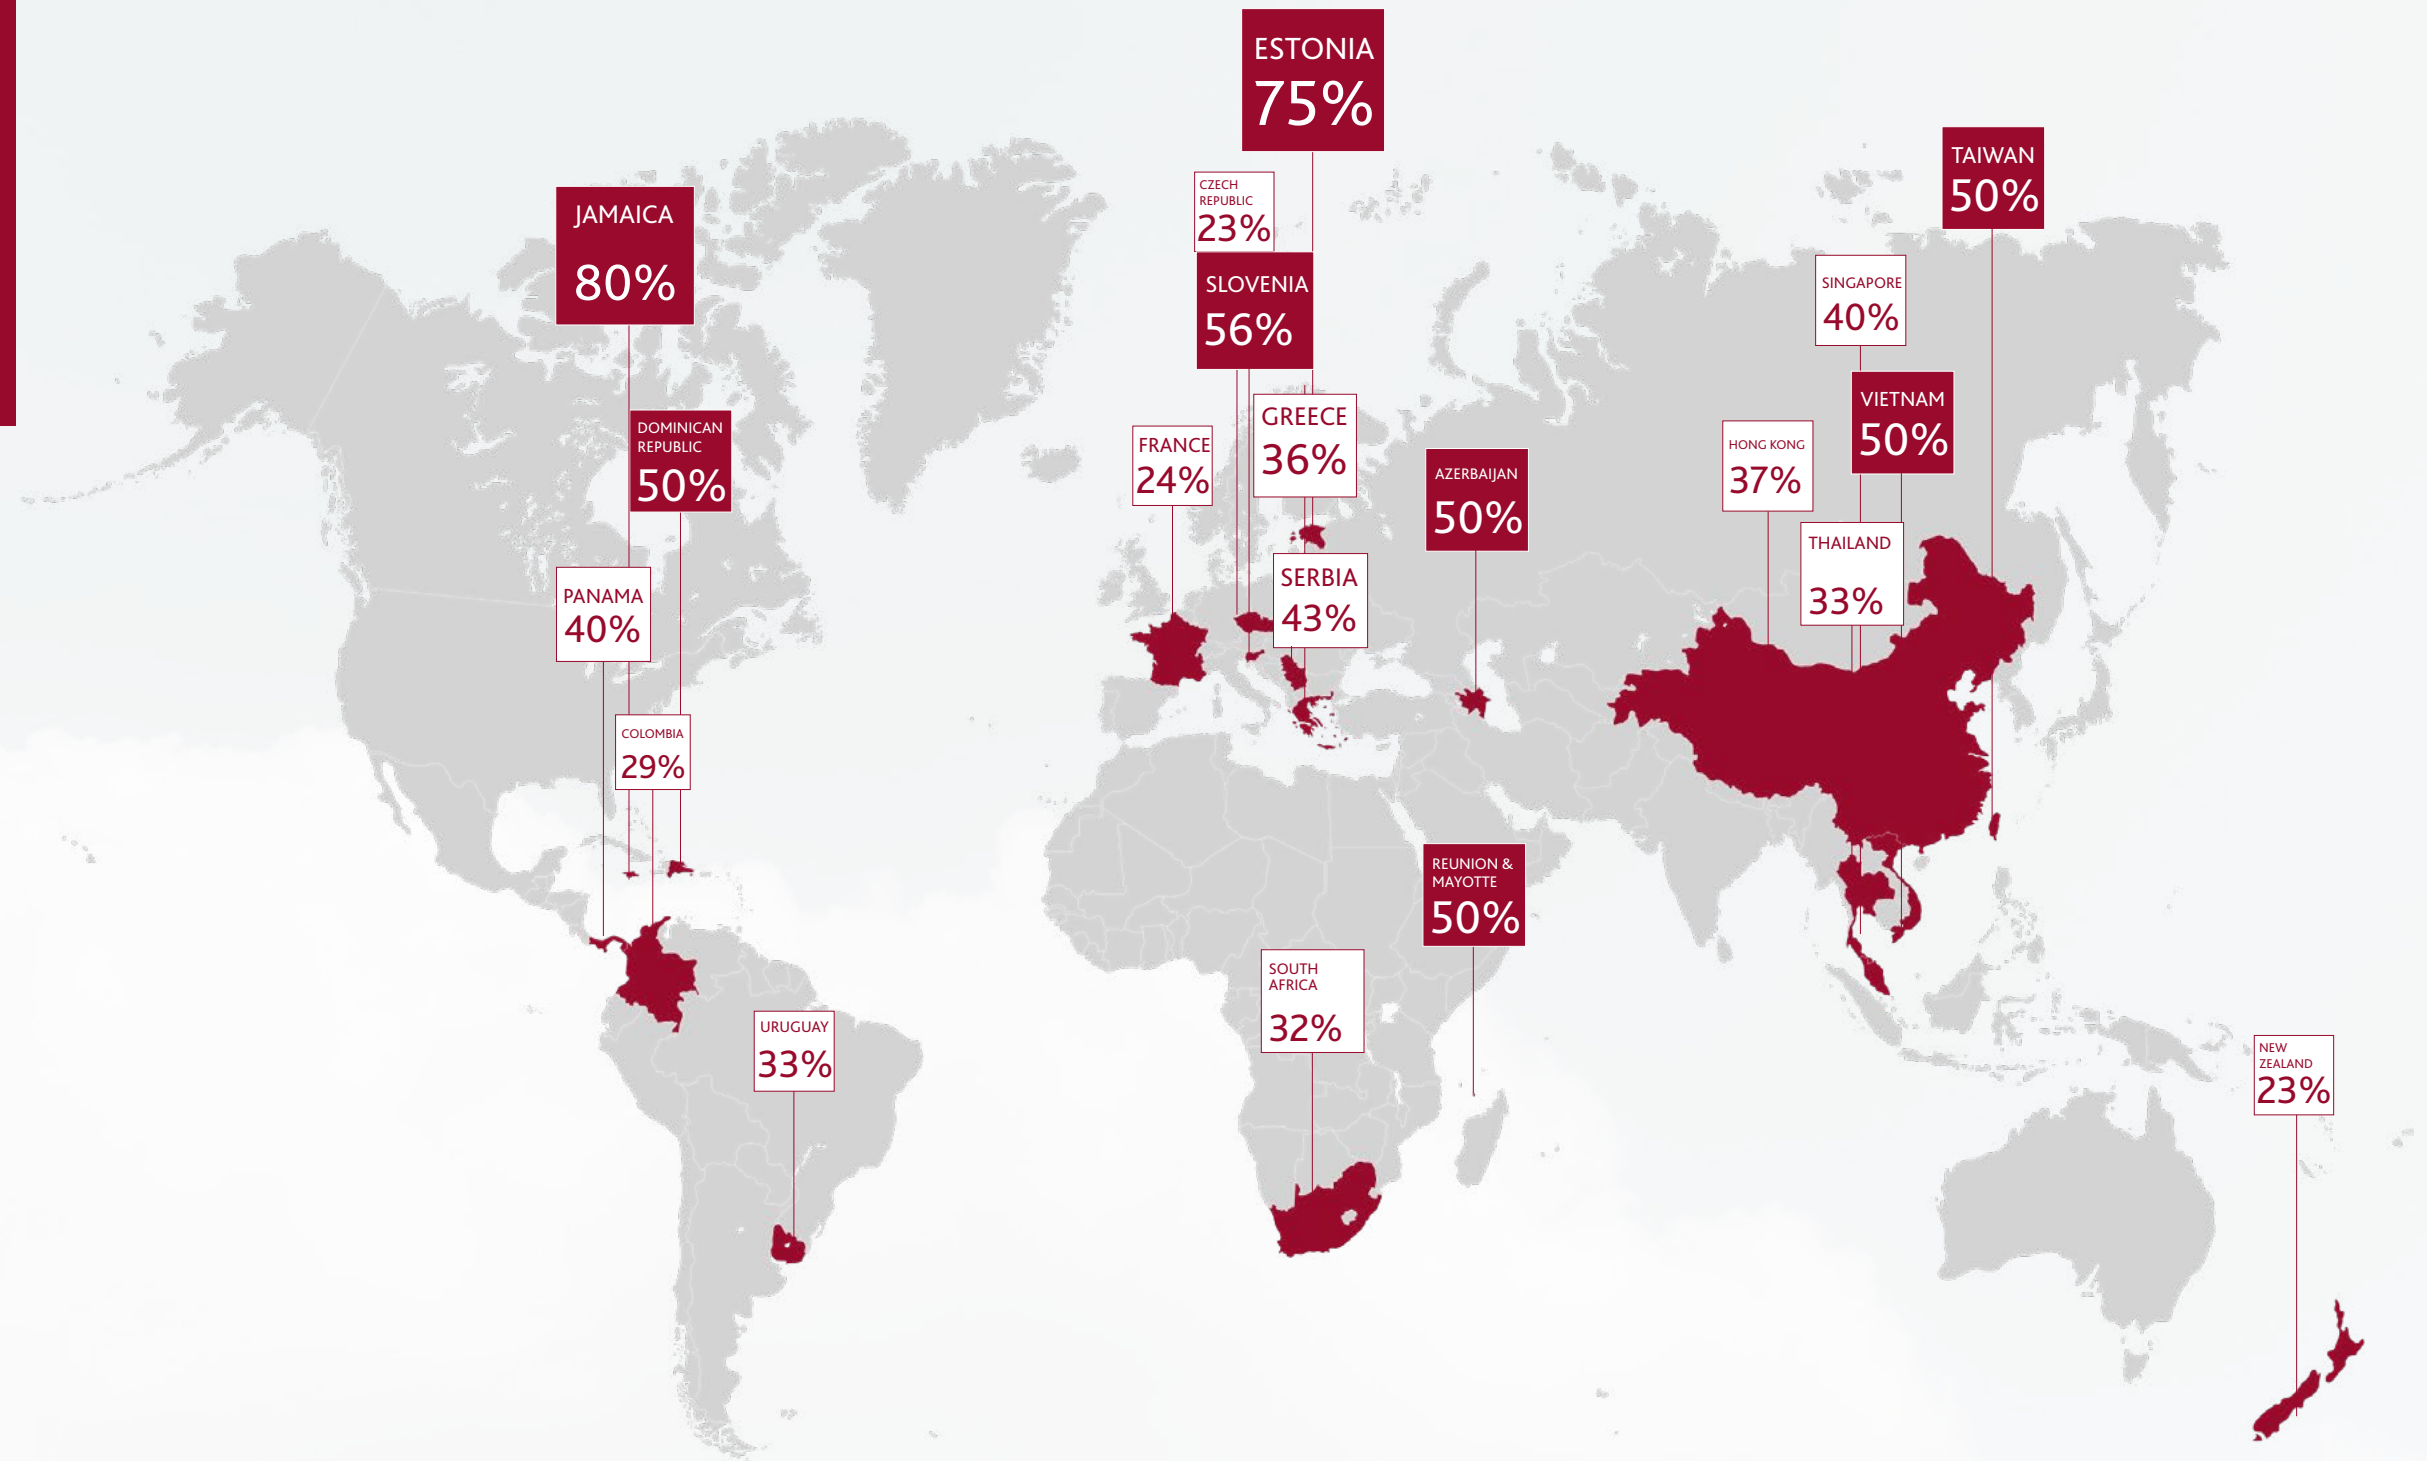 ESTONIA
75%
TAIWAN
50%
CZECH
REPUBLIC
23%
JAMAICA
80%
SLOVENIA
56%
SINGAPORE
40%
VIETNAM
50%
GREECE
36%
DOMINICAN
REPUBLIC
50%
FRANCE
24%
HONG KONG
37%
AZERBAIJAN
50%
THAILAND
33%
SERBIA
43%
PANAMA
40%
COLOMBIA
29%
REUNION &
MAYOTTE
50%
SOUTH
AFRICA
32%
URUGUAY
33%
NEW
ZEALAND
23%